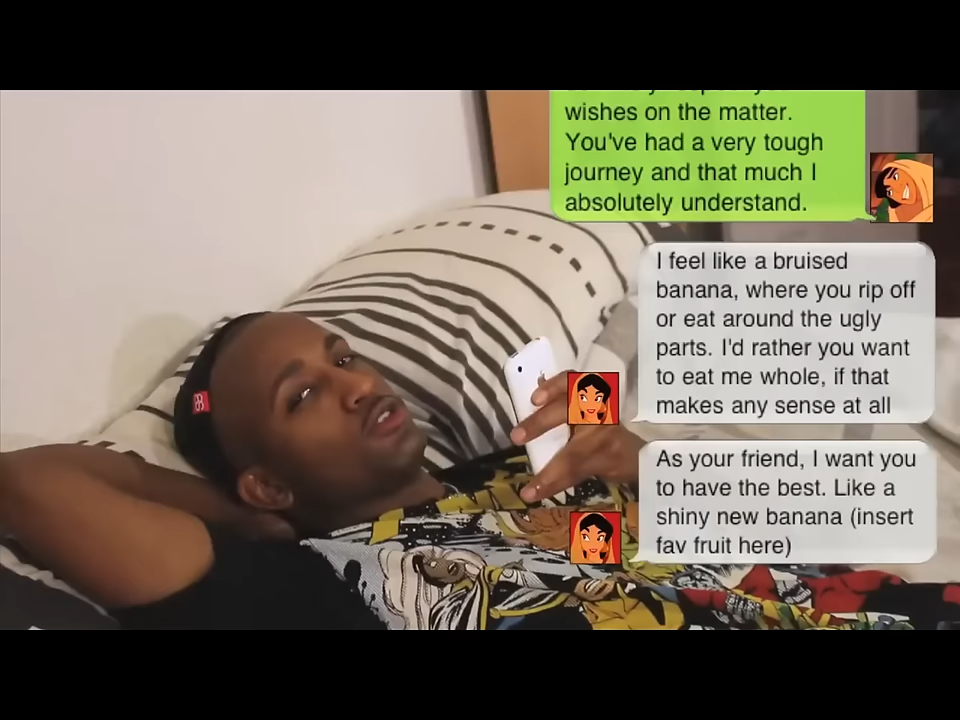 wishes on the matter.
You've had a very tough
journey and that much I
absolutely understand.
I feel like a bruised
banana, where you rip off
or eat around the ugly
parts. I'd rather you want
to eat me whole, if that
makes any sense at all
As your friend, I want you
to have the best. Like a
shiny new banana (insert
fav fruit here)